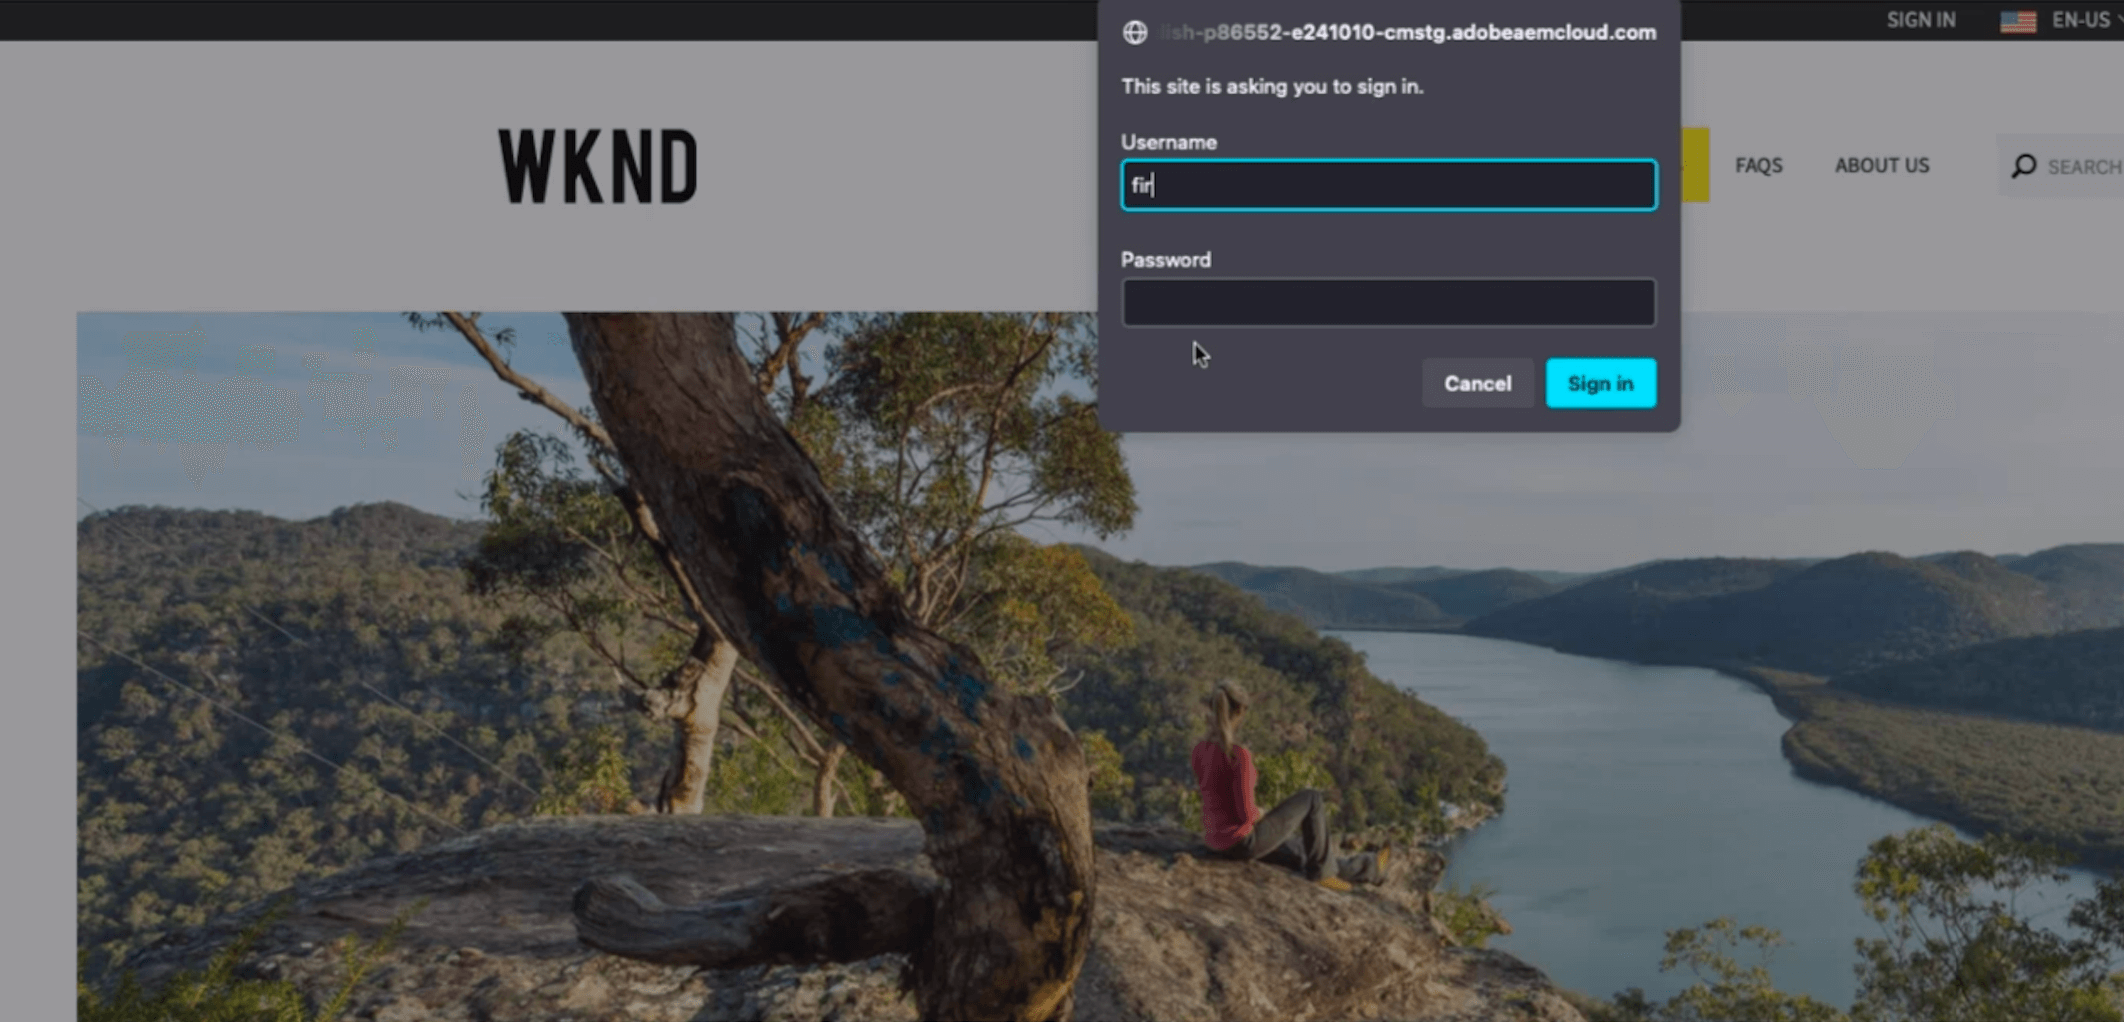 SIGN IN
EN-US
ish-p86552-e241010-cmstg.adobeaemcloud.com
This site is asking you to sign in.
Username
fir
Password
Cancel
Sign in
WKND
FAQS
ABOUT US
SEARCH